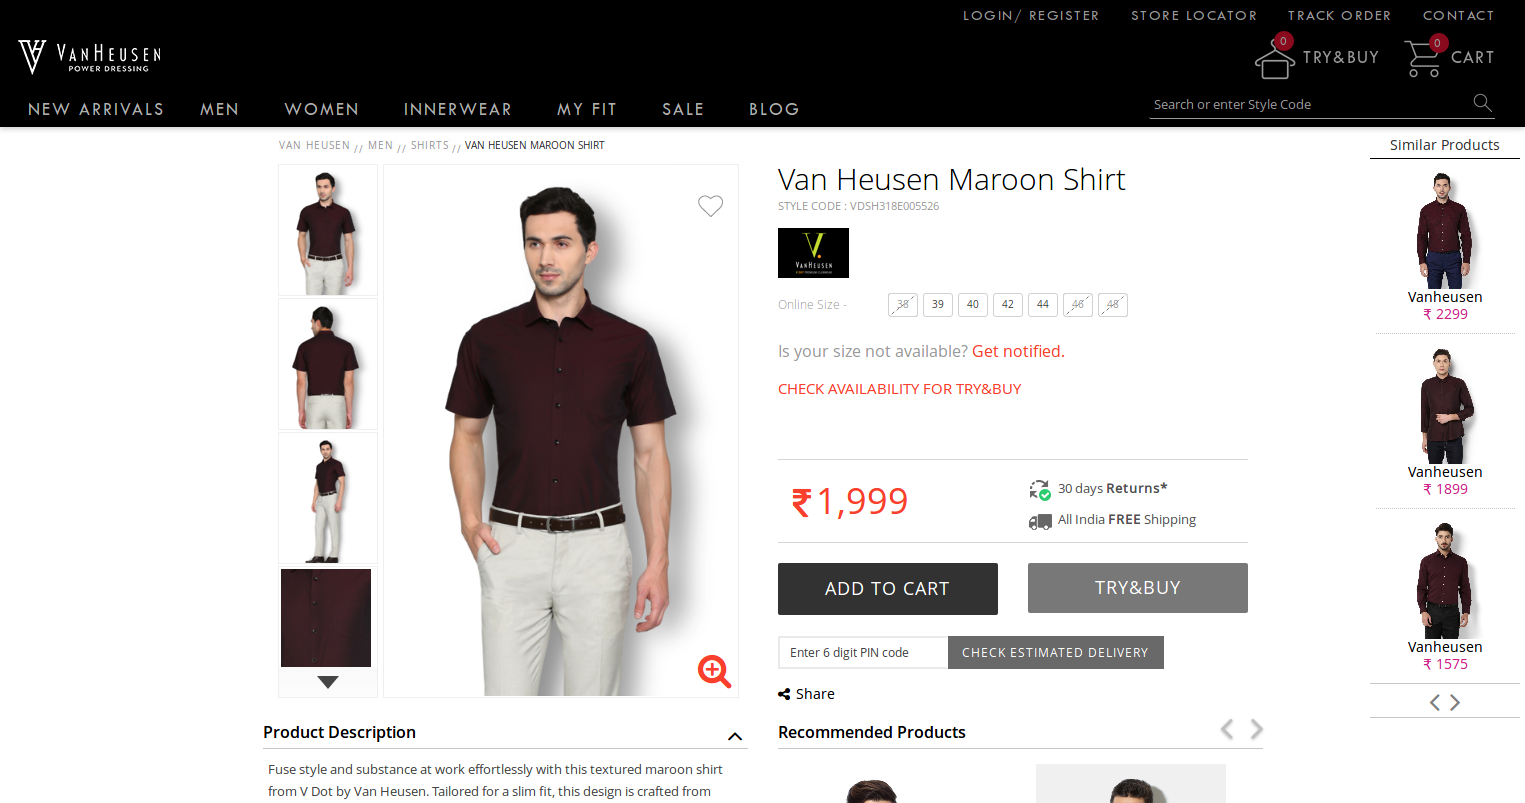 LOGIN/ REGISTER STORE LOCATOR TRACK ORDER CONTACT
VANHEUSEN
POWER DRESSING
0 TRY&BUY 0 CART
NEW ARRIVALS MEN WOMEN INNERWEAR MY FIT SALE BLOG
Search or enter Style Code
VAN HEUSEN // MEN // SHIRTS // VAN HEUSEN MAROON SHIRT
Van Heusen Maroon Shirt
STYLE CODE : VDSH318E005526
V.
VANHEUSEN
Online Size - 38 39 40 42 44 46 48
Is your size not available? Get notified.
CHECK AVAILABILITY FOR TRY&BUY
₹1,999
30 days Returns*
All India FREE Shipping
ADD TO CART TRY&BUY
Enter 6 digit PIN code CHECK ESTIMATED DELIVERY
Share
Similar Products
Vanheusen
₹ 2299
Vanheusen
₹ 1899
Vanheusen
₹ 1575
Product Description
Fuse style and substance at work effortlessly with this textured maroon shirt
from V Dot by Van Heusen. Tailored for a slim fit, this design is crafted from
Recommended Products